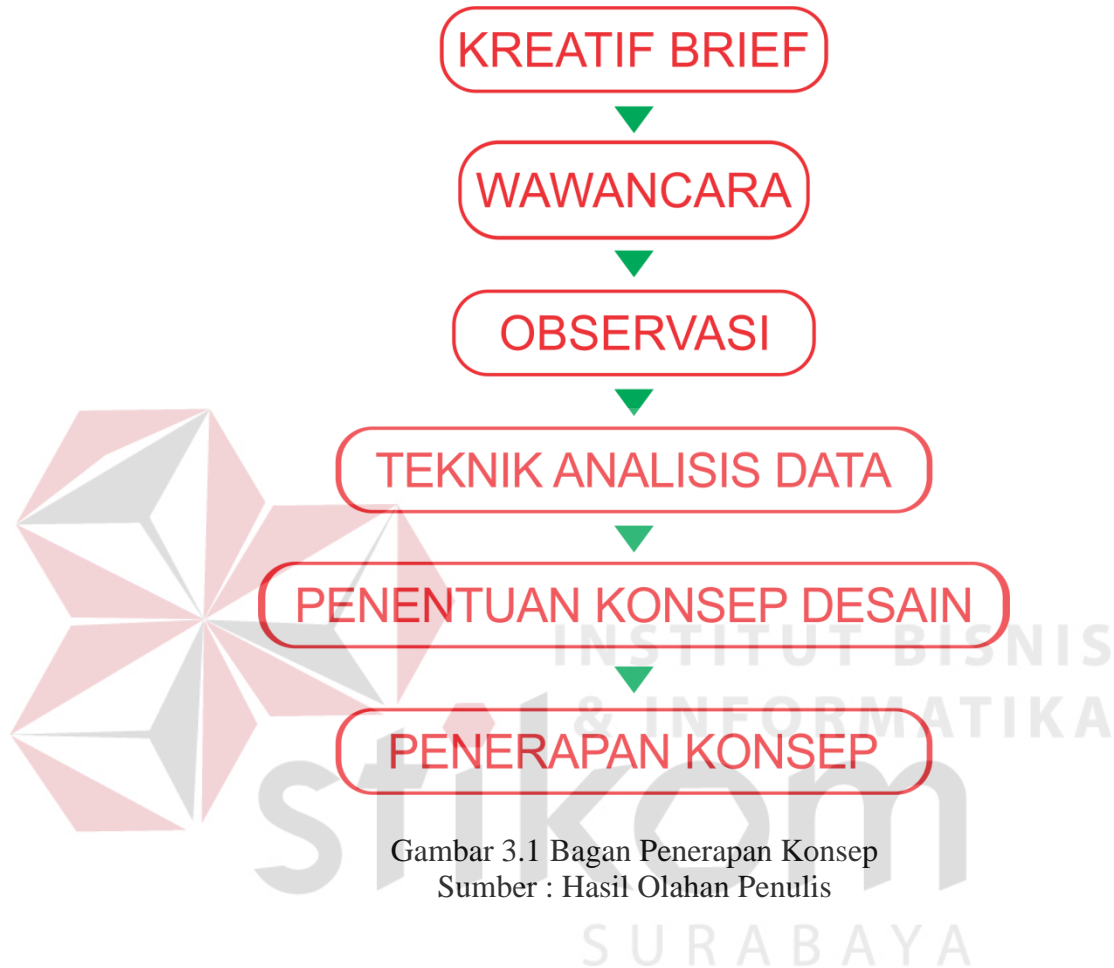 KREATIF BRIEF
WAWANCARA
OBSERVASI
TEKNIK ANALISIS DATA
PENENTUAN KONSEP DESAIN
INSTITUT BISNIS
& INFORMATIKA
PENERAPAN KONSEP
stikom
Gambar 3.1 Bagan Penerapan Konsep
Sumber : Hasil Olahan Penulis
SURABAYA